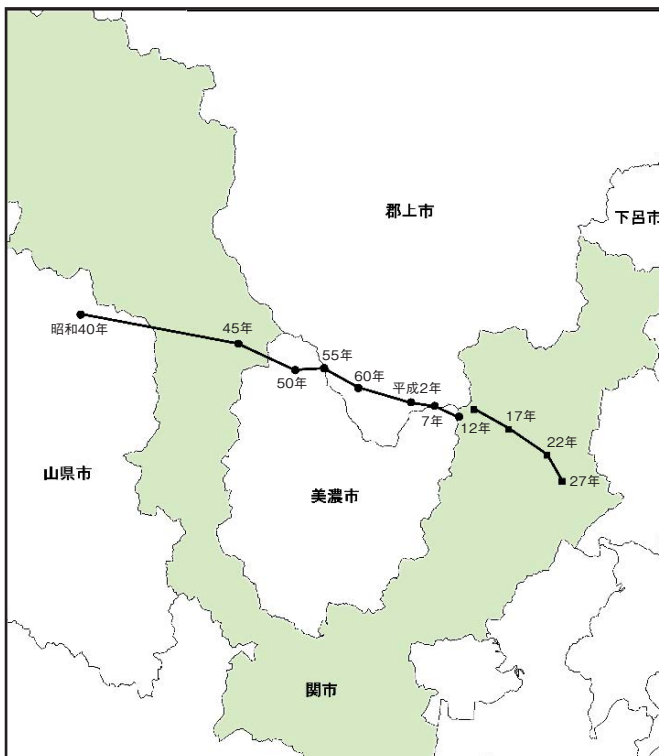 郡上市
下呂市
昭和40年
45年
50年
55年
60年
平成2年
7年
12年
17年
22年
27年
山県市
美濃市
関市